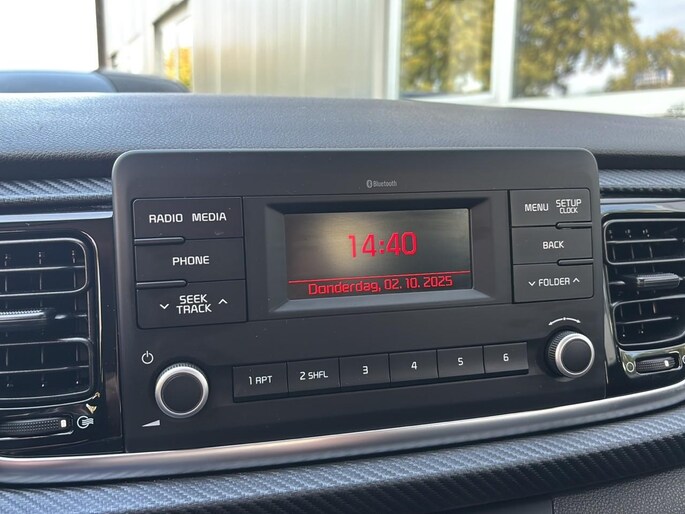 Bluetooth
RADIO MEDIA
PHONE
SEEK
TRACK
14:40
Donderdag, 02. 10. 2025
MENU
SETUP
CLOCK
BACK
FOLDER
1 RPT
2 SHFL
3
4
5
6